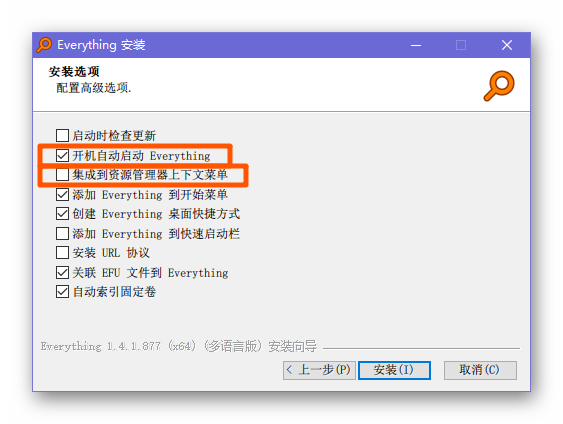 Everything 安装
安装选项
配置高级选项.
启动时检查更新
开机自动启动 Everything
集成到资源管理器上下文菜单
添加 Everything 到开始菜单
创建 Everything 桌面快捷方式
添加 Everything 到快速启动栏
安装 URL 协议
关联 EFU 文件到 Everything
自动索引固定卷
Everything 1.4.1.877 (x64) (多语言版) 安装向导
< 上一步(P) 安装(I) 取消(C)